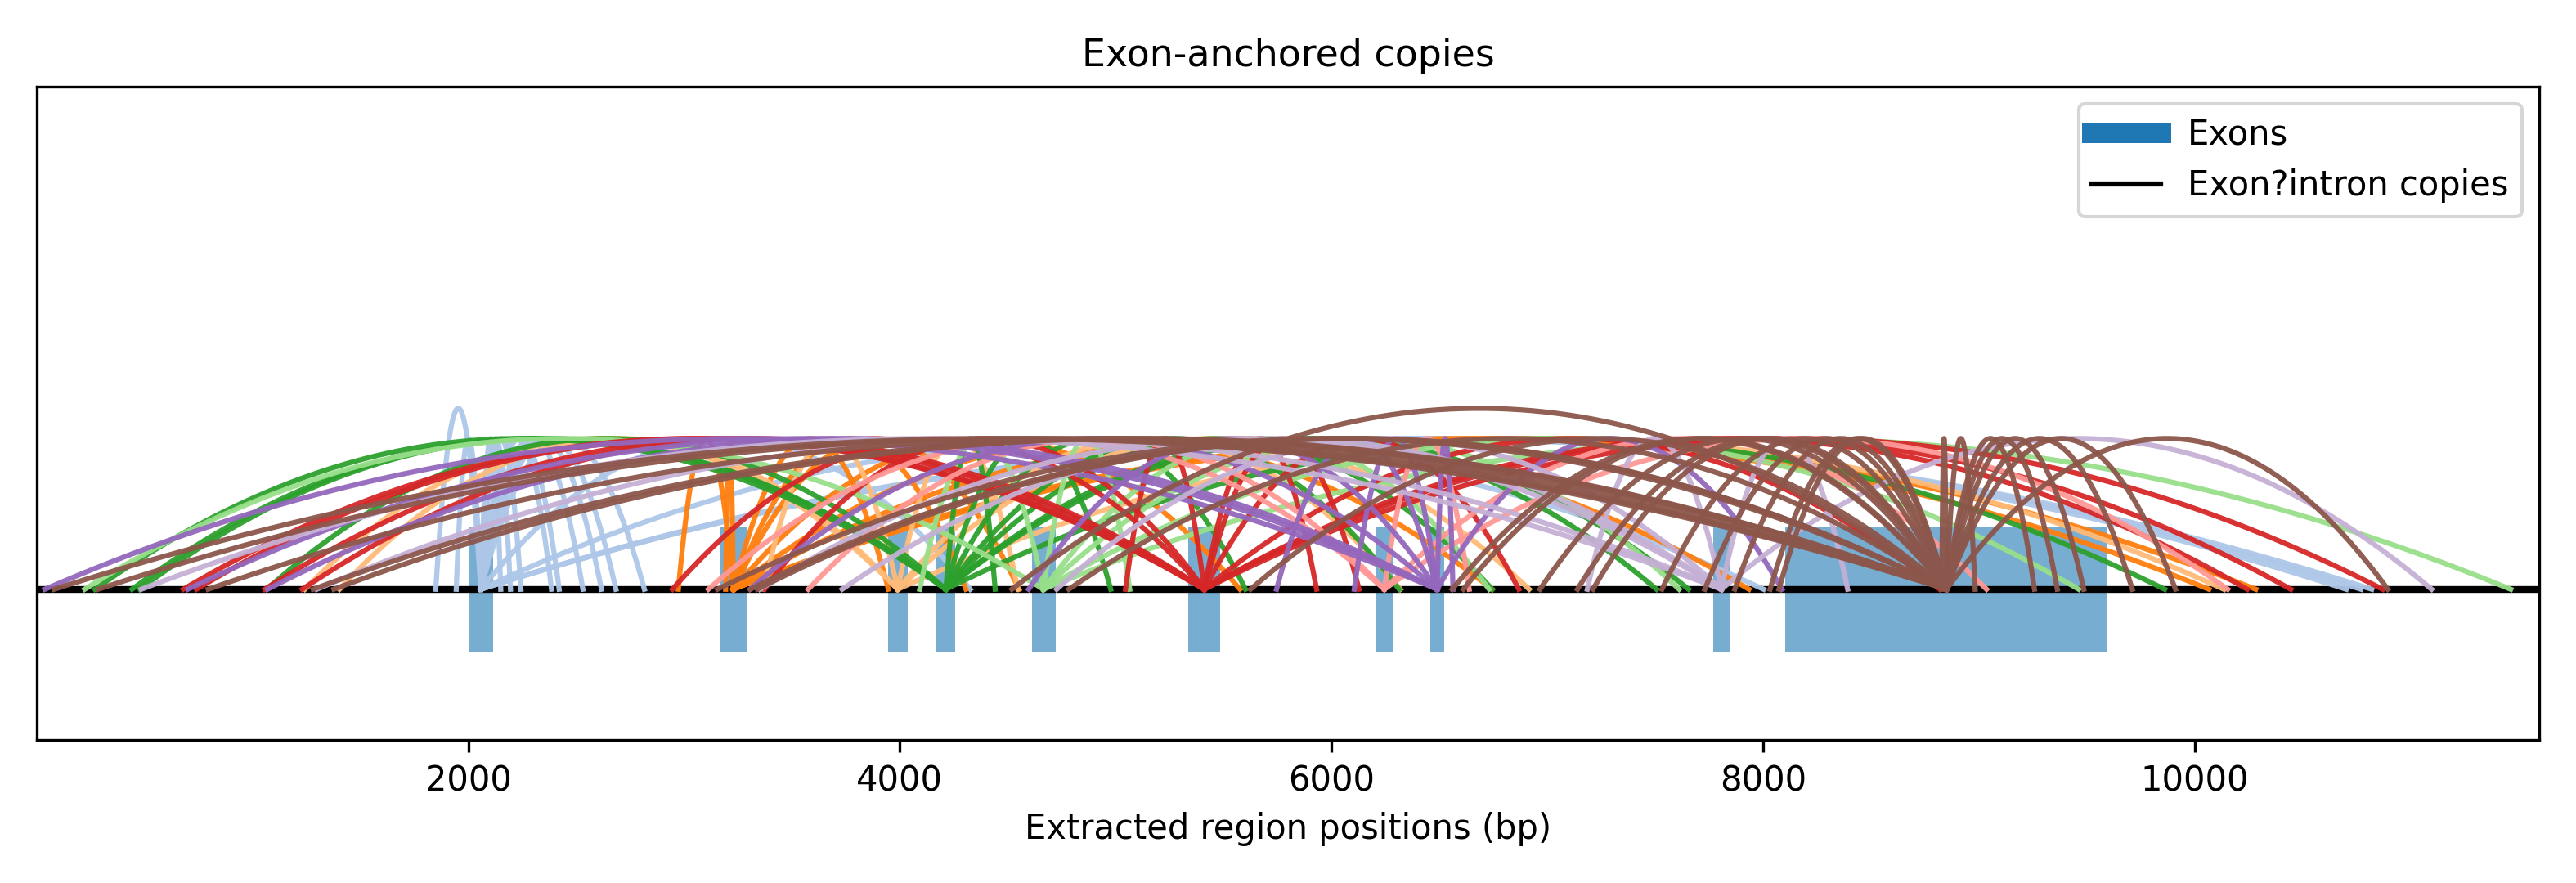 Exon-anchored copies
Exons
Exon?intron copies
2000 4000 6000 8000 10000
Extracted region positions (bp)